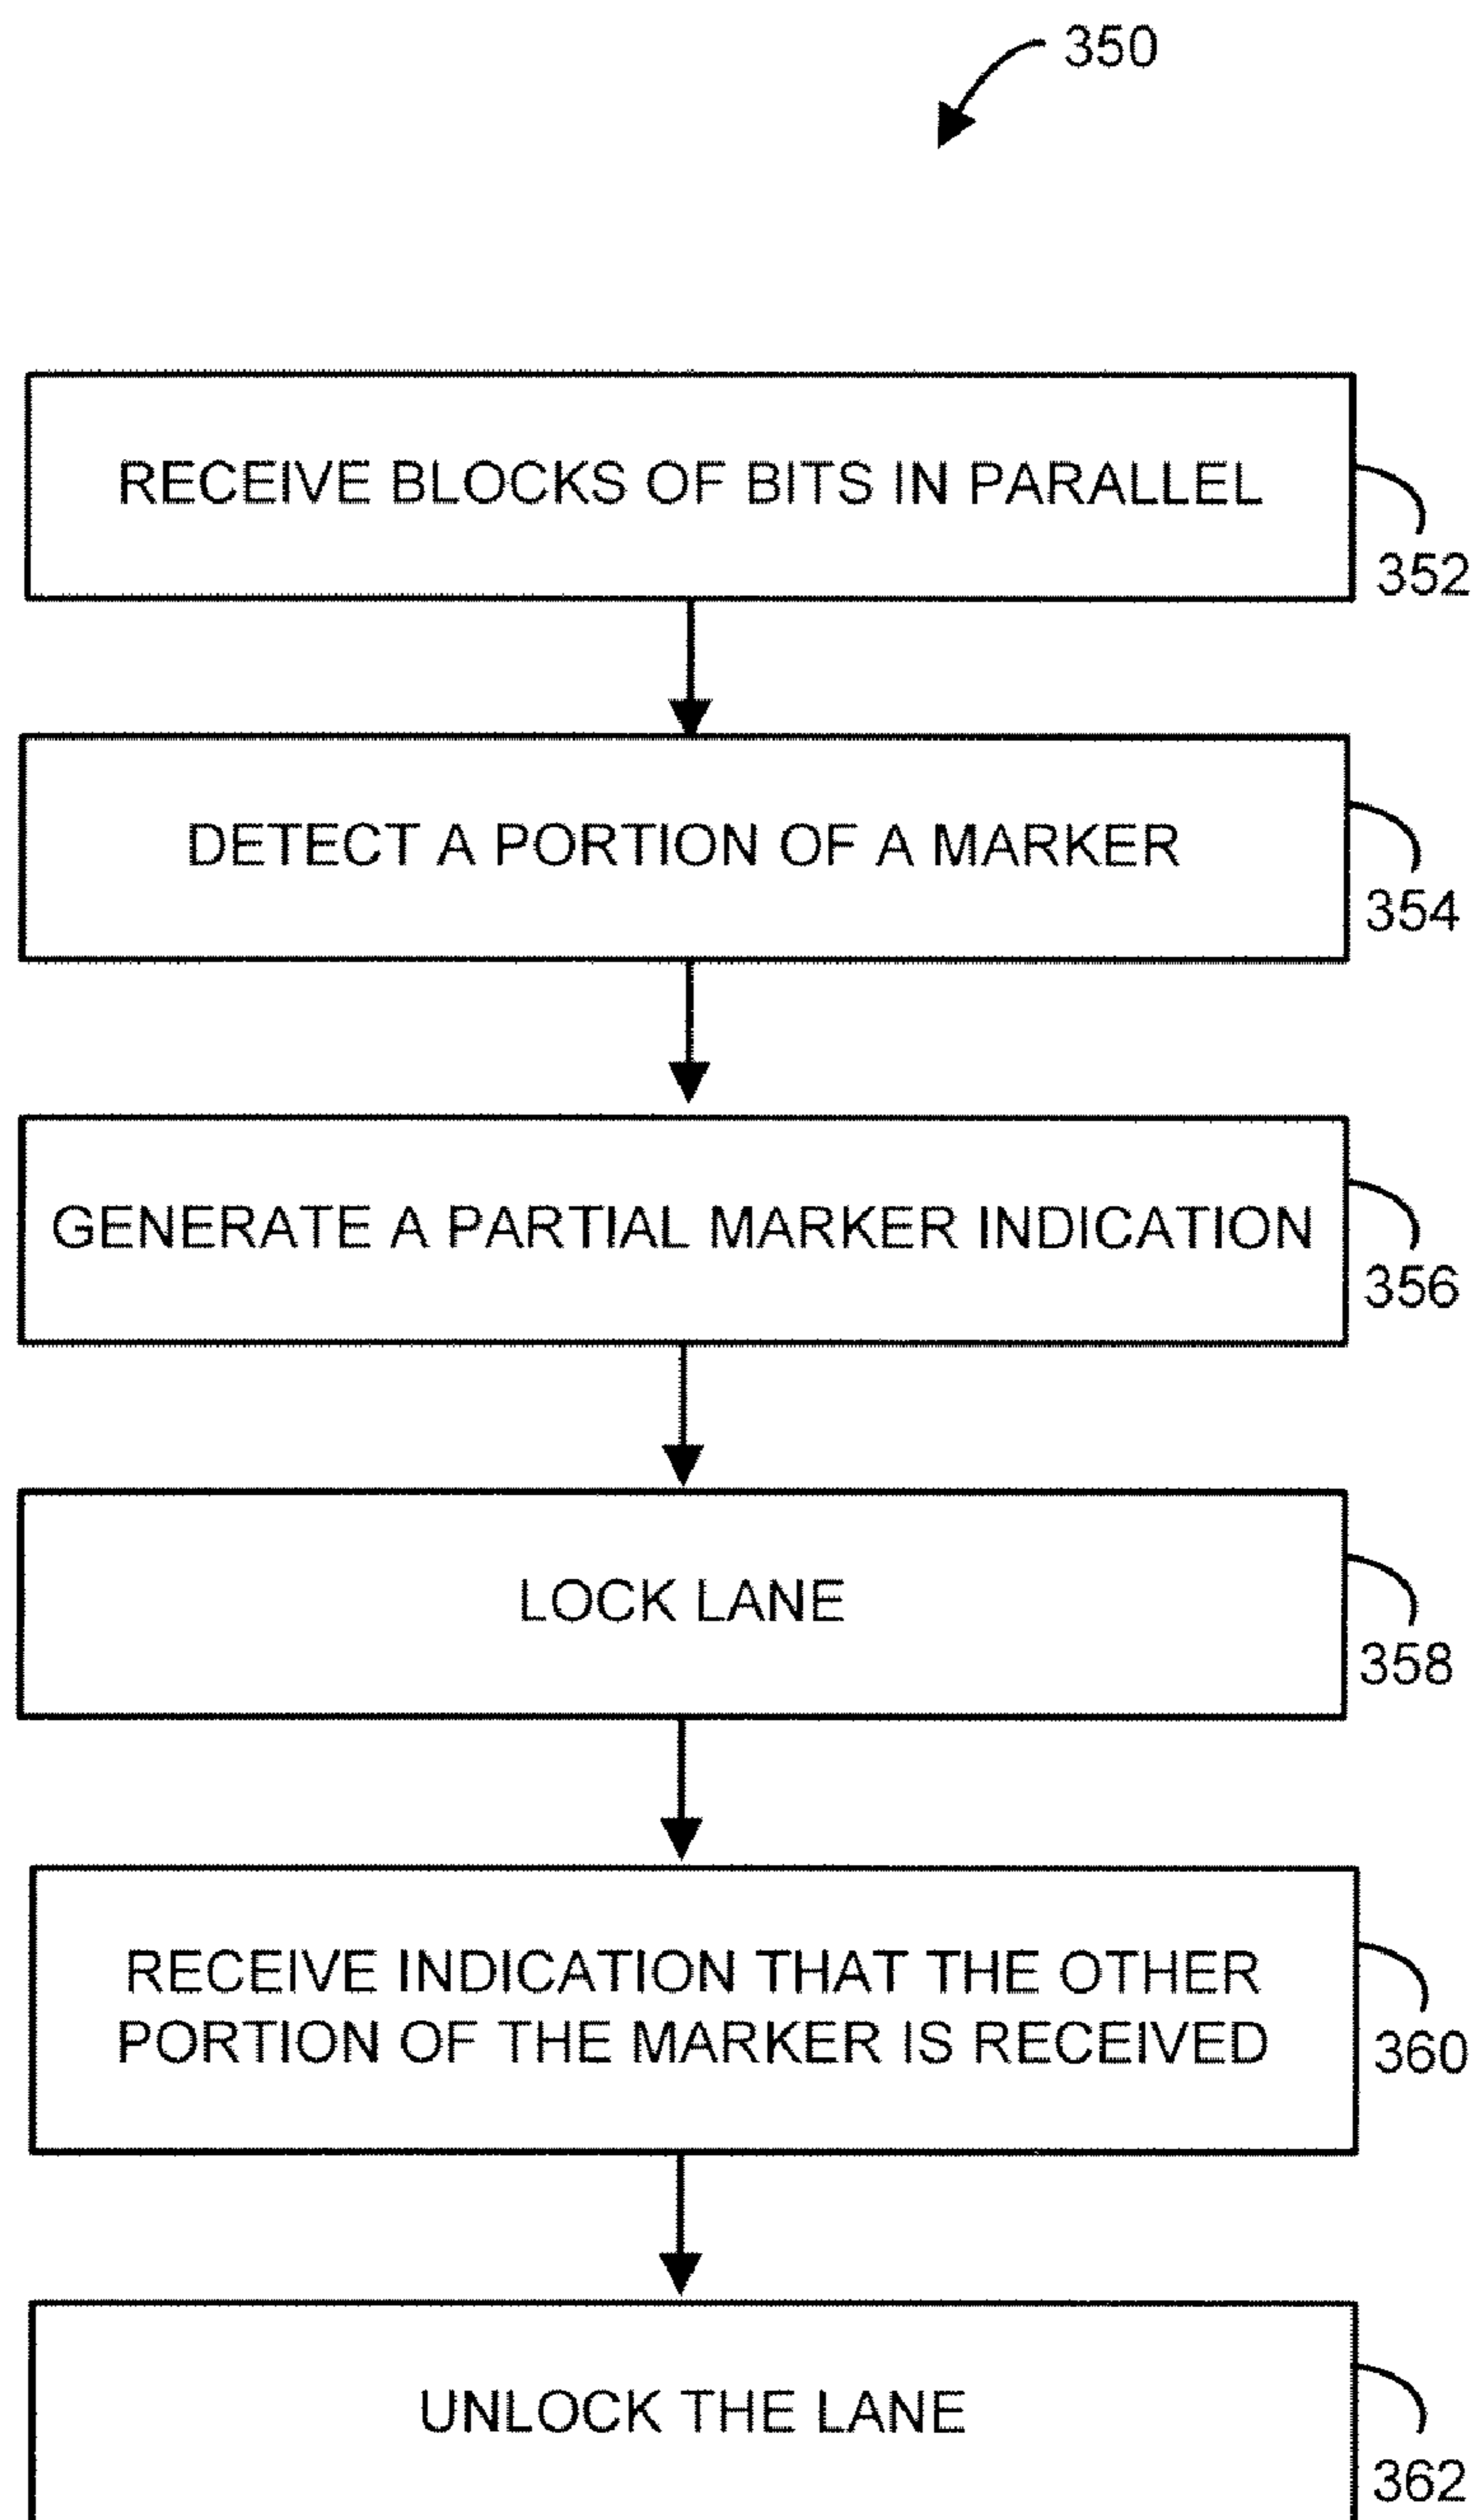 350
RECEIVE BLOCKS OF BITS IN PARALLEL
352
DETECT A PORTION OF A MARKER
354
GENERATE A PARTIAL MARKER INDICATION
356
LOCK LANE
358
RECEIVE INDICATION THAT THE OTHER
PORTION OF THE MARKER IS RECEIVED
360
UNLOCK THE LANE
362